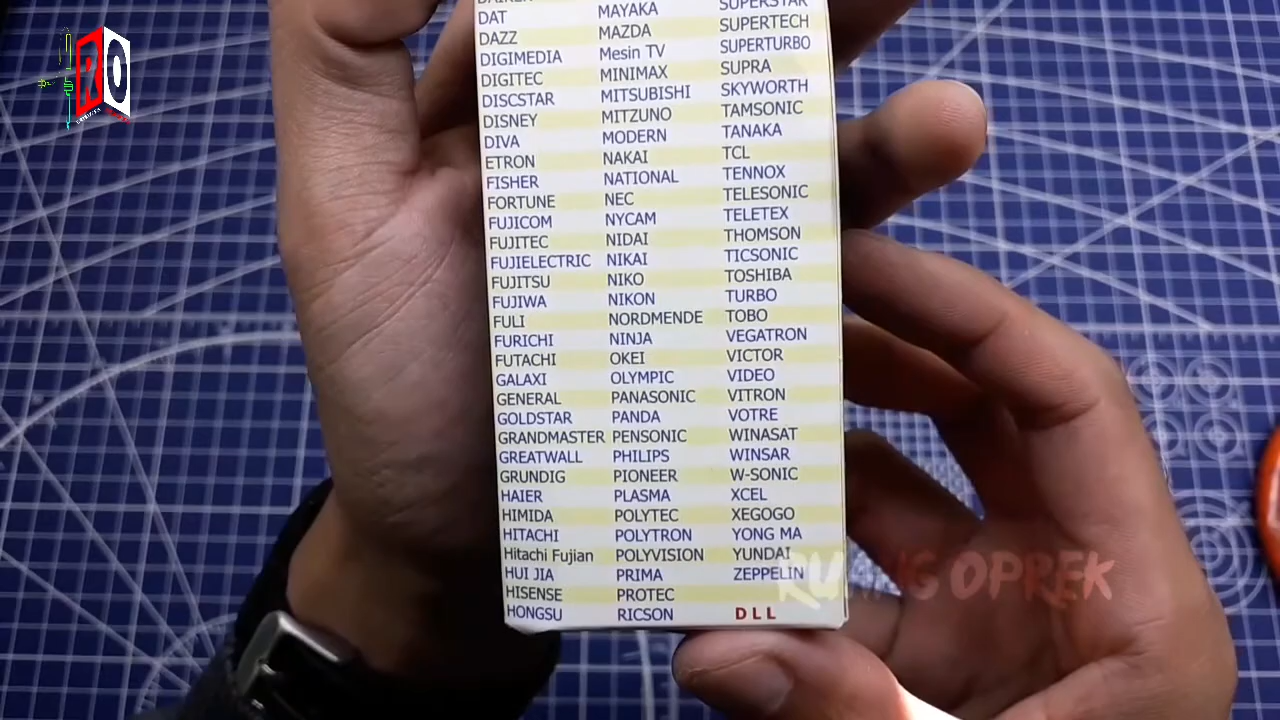 DAT MAYAKA SUPERSTAR
DAZZ MAZDA SUPERTECH
DIGIMEDIA Mesin TV SUPERTURBO
DIGITEC MINIMAX SUPRA
DISCSTAR MITSUBISHI SKYWORTH
DISNEY MITZUNO TAMSONIC
DIVA MODERN TANAKA
ETRON NAKAI TCL
FISHER NATIONAL TENNOX
FORTUNE NEC TELESONIC
FUJICOM NYCAM TELETEX
FUJITEC NIDAI THOMSON
FUJIELECTRIC NIKAI TICSONIC
FUJITSU NIKO TOSHIBA
FUJIWA NIKON TURBO
FULI NORDMENDE TOBO
FURICHI NINJA VEGATRON
FUTACHI OKEI VICTOR
GALAXI OLYMPIC VIDEO
GENERAL PANASONIC VITRON
GOLDSTAR PANDA VOTRE
GRANDMASTER PENSONIC WINASAT
GREATWALL PHILIPS WINSAR
GRUNDIG PIONEER W-SONIC
HAIER PLASMA XCEL
HIMIDA POLYTEC XEGOGO
HITACHI POLYTRON YONG MA
Hitachi Fujian POLYVISION YUNDAI
HUI JIA PRIMA ZEPPELIN
HISENSE PROTEC
HONGSU RICSON D L L
RUANG OPREK
RO